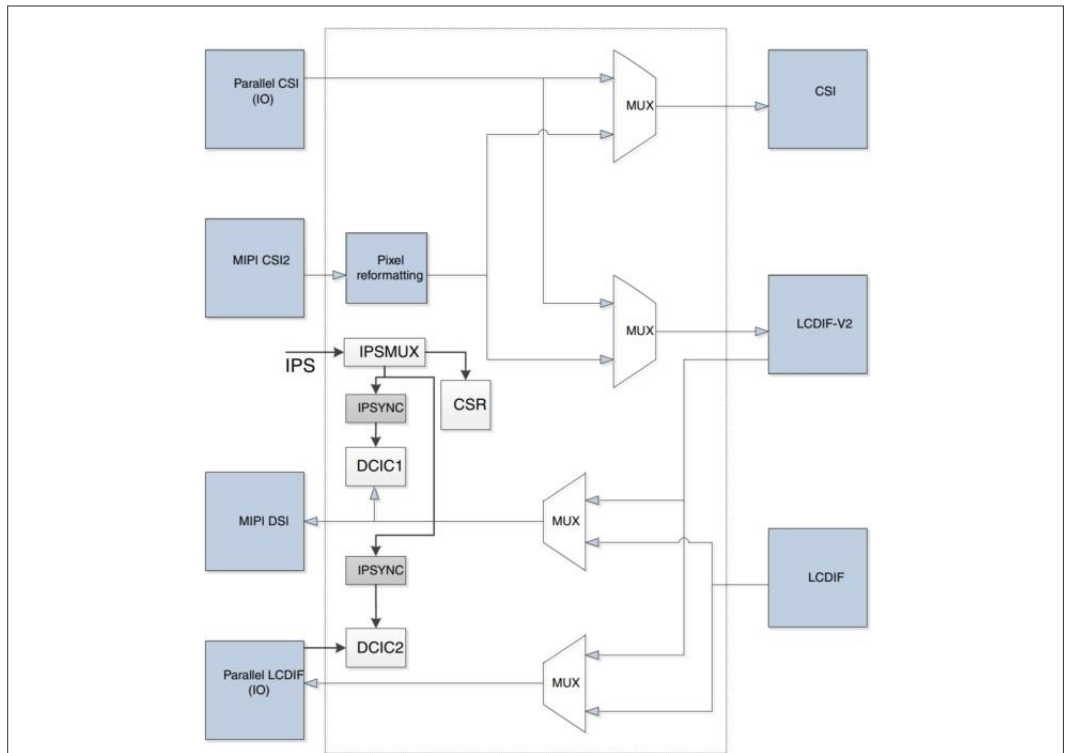 Parallel CSI
(IO)
MUX
CSI
MIPI CSI2
Pixel
reformatting
MUX
LCDIF-V2
IPS
IPSMUX
CSR
IPSYNC
DCIC1
MIPI DSI
MUX
LCDIF
IPSYNC
DCIC2
Parallel LCDIF
(IO)
MUX